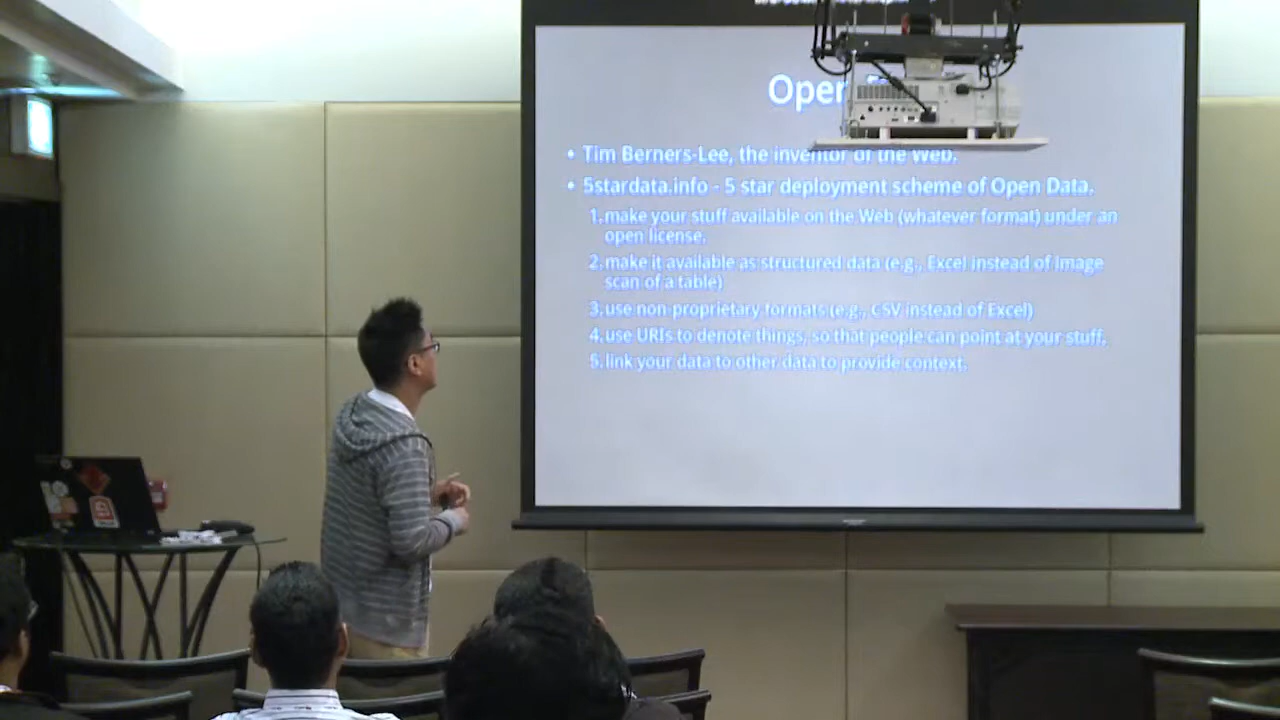 Open
• Tim Berners-Lee, the inventor of the Web.
• 5stardata.info - 5 star deployment scheme of Open Data.
1. make your stuff available on the Web (whatever format) under an
open license.
2. make it available as structured data (e.g., Excel instead of Image
scan of a table)
3. use non-proprietary formats (e.g., CSV instead of Excel)
4. use URIs to denote things, so that people can point at your stuff.
5. link your data to other data to provide context.